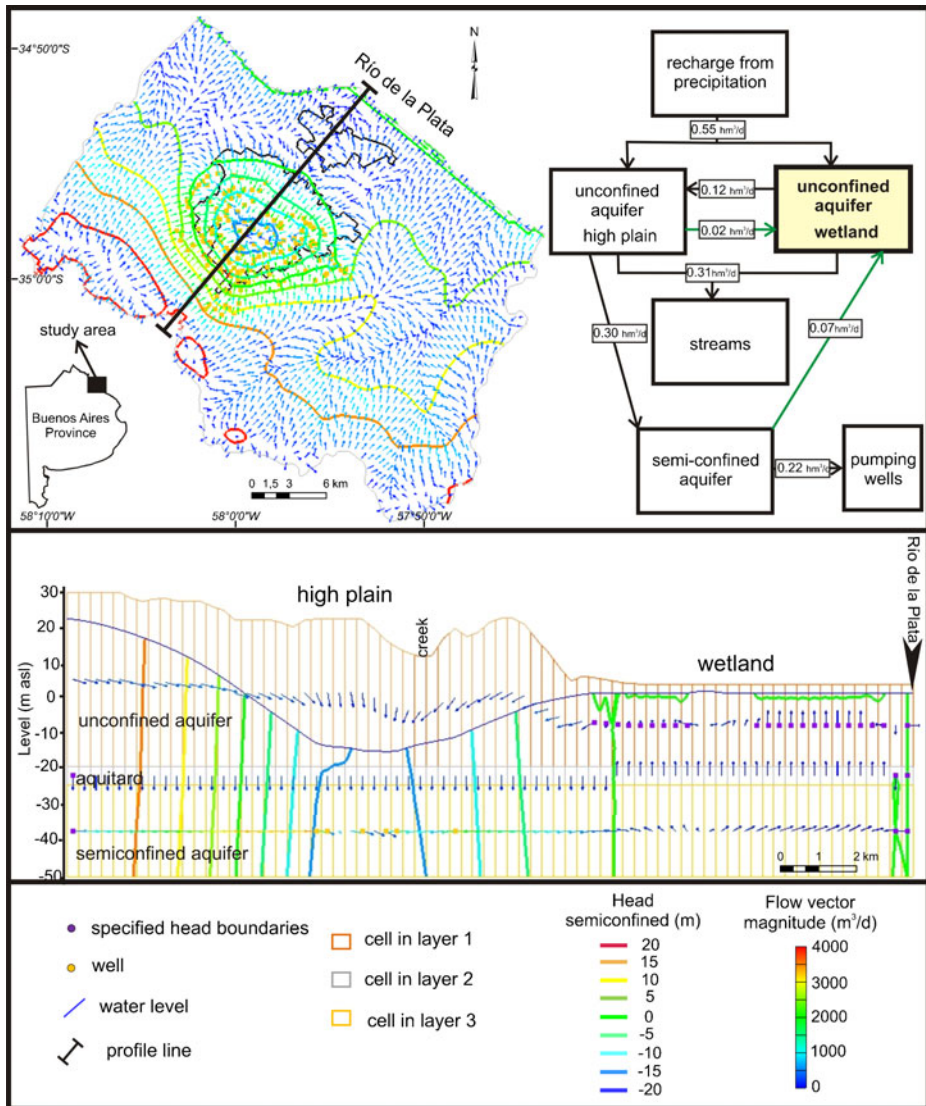 34°50'0"S
N
Río de la Plata
35°0'0"S
study area
Buenos Aires
Province
0 1,5 3 6 km
58°10'0"W
58°00'0"W
57°50'0"W
recharge from
precipitation
0.55 hm³/d
unconfined
aquifer
high plain
0.12 hm³/d
0.02 hm³/d
unconfined
aquifer
wetland
0.31hm³/d
0.30 hm³/d
0.07hm³/d
streams
semi-confined
aquifer
0.22 hm³/d
pumping
wells
Río de la
Plata
high plain
creek
wetland
Level (m asl)
30
20
10
0
-10
-20
-30
-40
-50
unconfined aquifer
aquitard
semiconfined aquifer
0 1 2 km
specified head boundaries
well
water level
profile line
cell in layer 1
cell in layer 2
cell in layer 3
Head
semiconfined (m)
20
15
10
5
0
-5
-10
-15
-20
Flow vector
magnitude (m³/d)
4000
3000
2000
1000
0